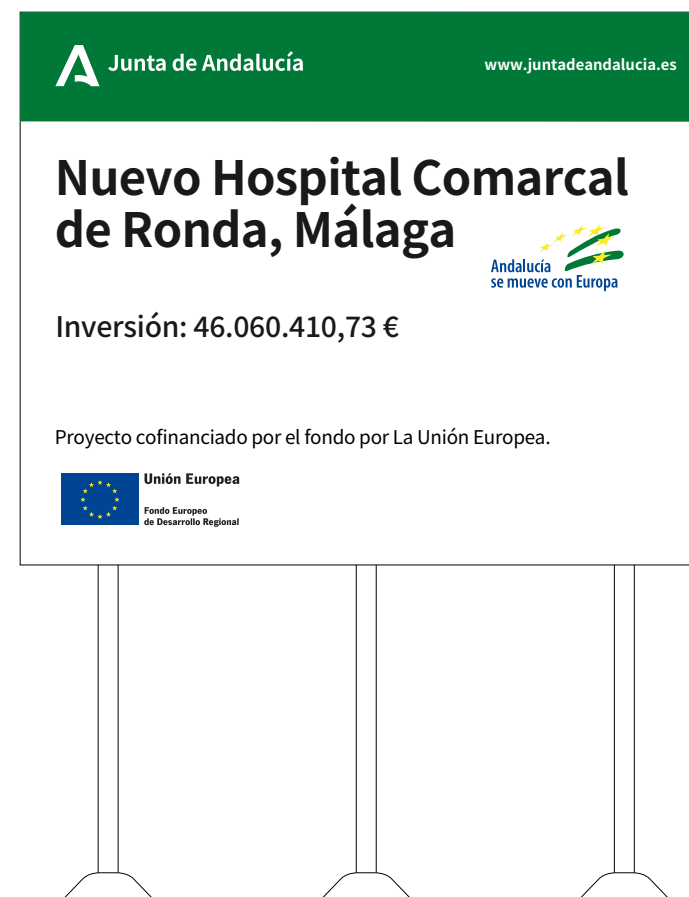 Junta de Andalucía
www.juntadeandalucia.es
Nuevo Hospital Comarcal
de Ronda, Málaga
Andalucía
se mueve con Europa
Inversión: 46.060.410,73 €
Proyecto cofinanciado por el fondo por La Unión Europea.
Unión Europea
Fondo Europeo
de Desarrollo Regional